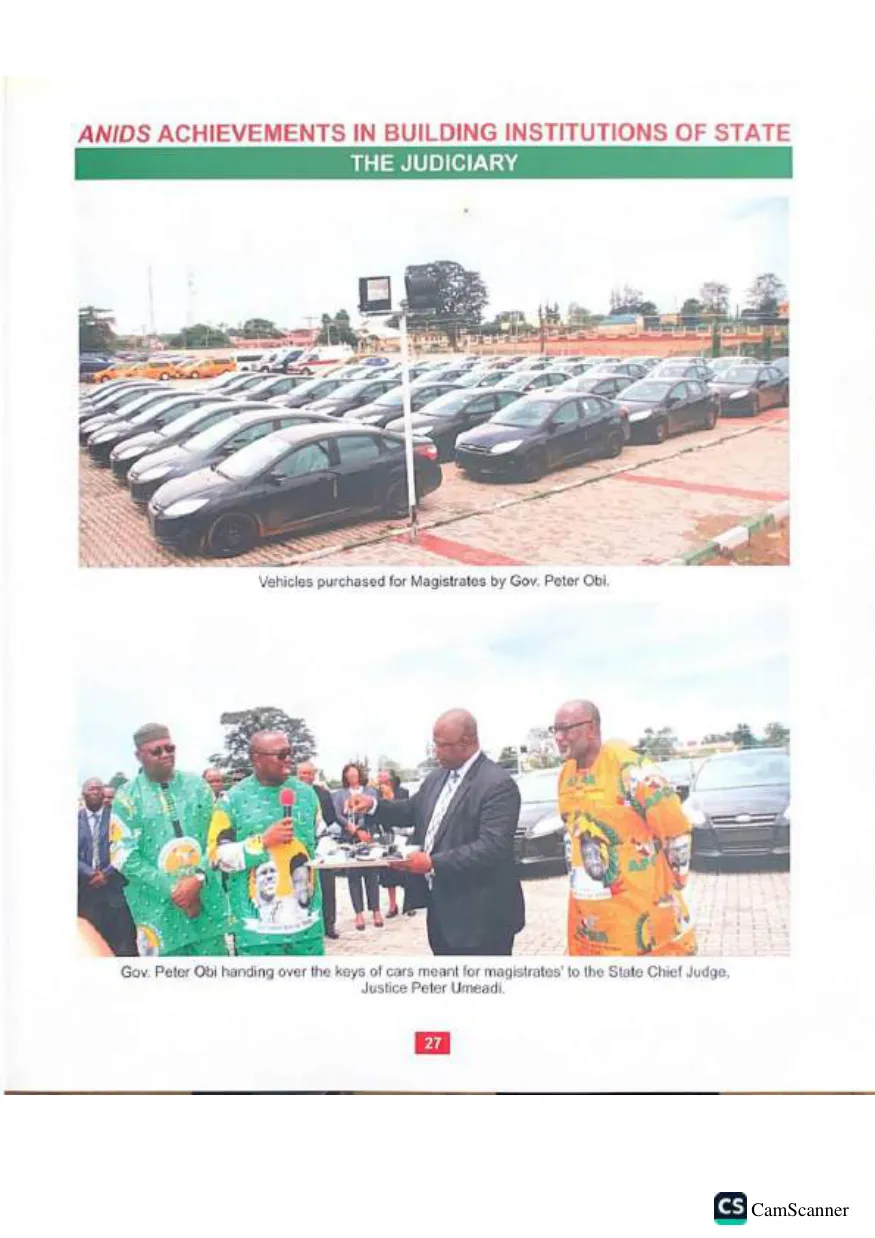 ANIDS ACHIEVEMENTS IN BUILDING INSTITUTIONS OF STATE
THE JUDICIARY
Vehicles purchased for Magistrates by Gov. Peter Obi.
Gov. Peter Obi handing over the keys of cars meant for magistrates' to the State Chief Judge,
Justice Peter Umeadi.
27
CS CamScanner